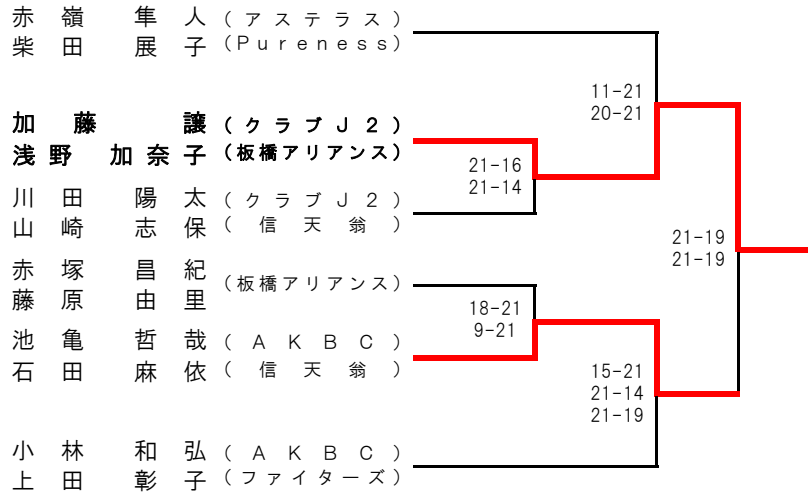 赤嶺 隼人 (アステラス)
柴田 展子 (Pureness)
11-21
20-21
加藤 譲 (クラブJ2)
浅野 加奈子 (板橋アリアンス)
21-16
21-14
川田 陽太 (クラブJ2)
山崎 志保 (信天翁)
21-19
21-19
赤塚 昌紀
藤原 由里
(板橋アリアンス)
18-21
9-21
池亀 哲哉 (AKBC)
石田 麻依 (信天翁)
15-21
21-14
21-19
小林 和弘 (AKBC)
上田 彰子 (ファイターズ)